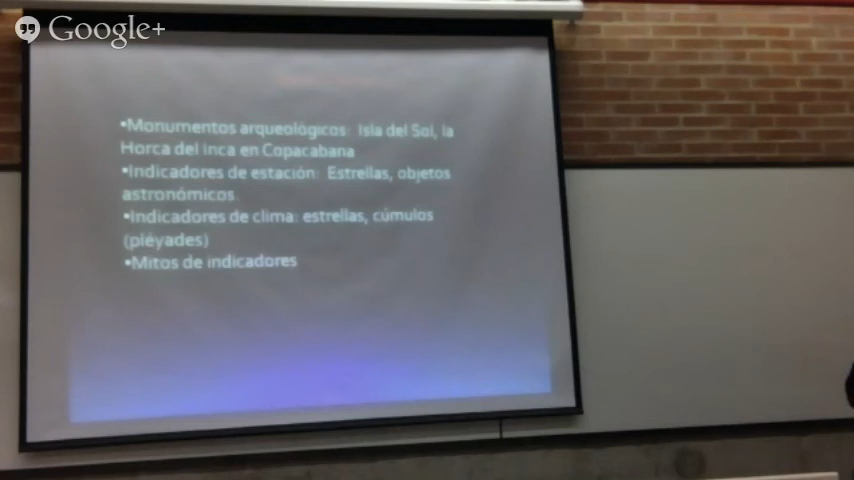 Google+
•Monumentos arqueológicos: Isla del Sol, la
Horca del Inca en Copacabana
•Indicadores de estación: Estrellas, objetos
astronómicos.
•Indicadores de clima: estrellas, cúmulos
(pléyades)
•Mitos de indicadores